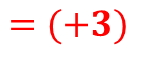 = (+3)